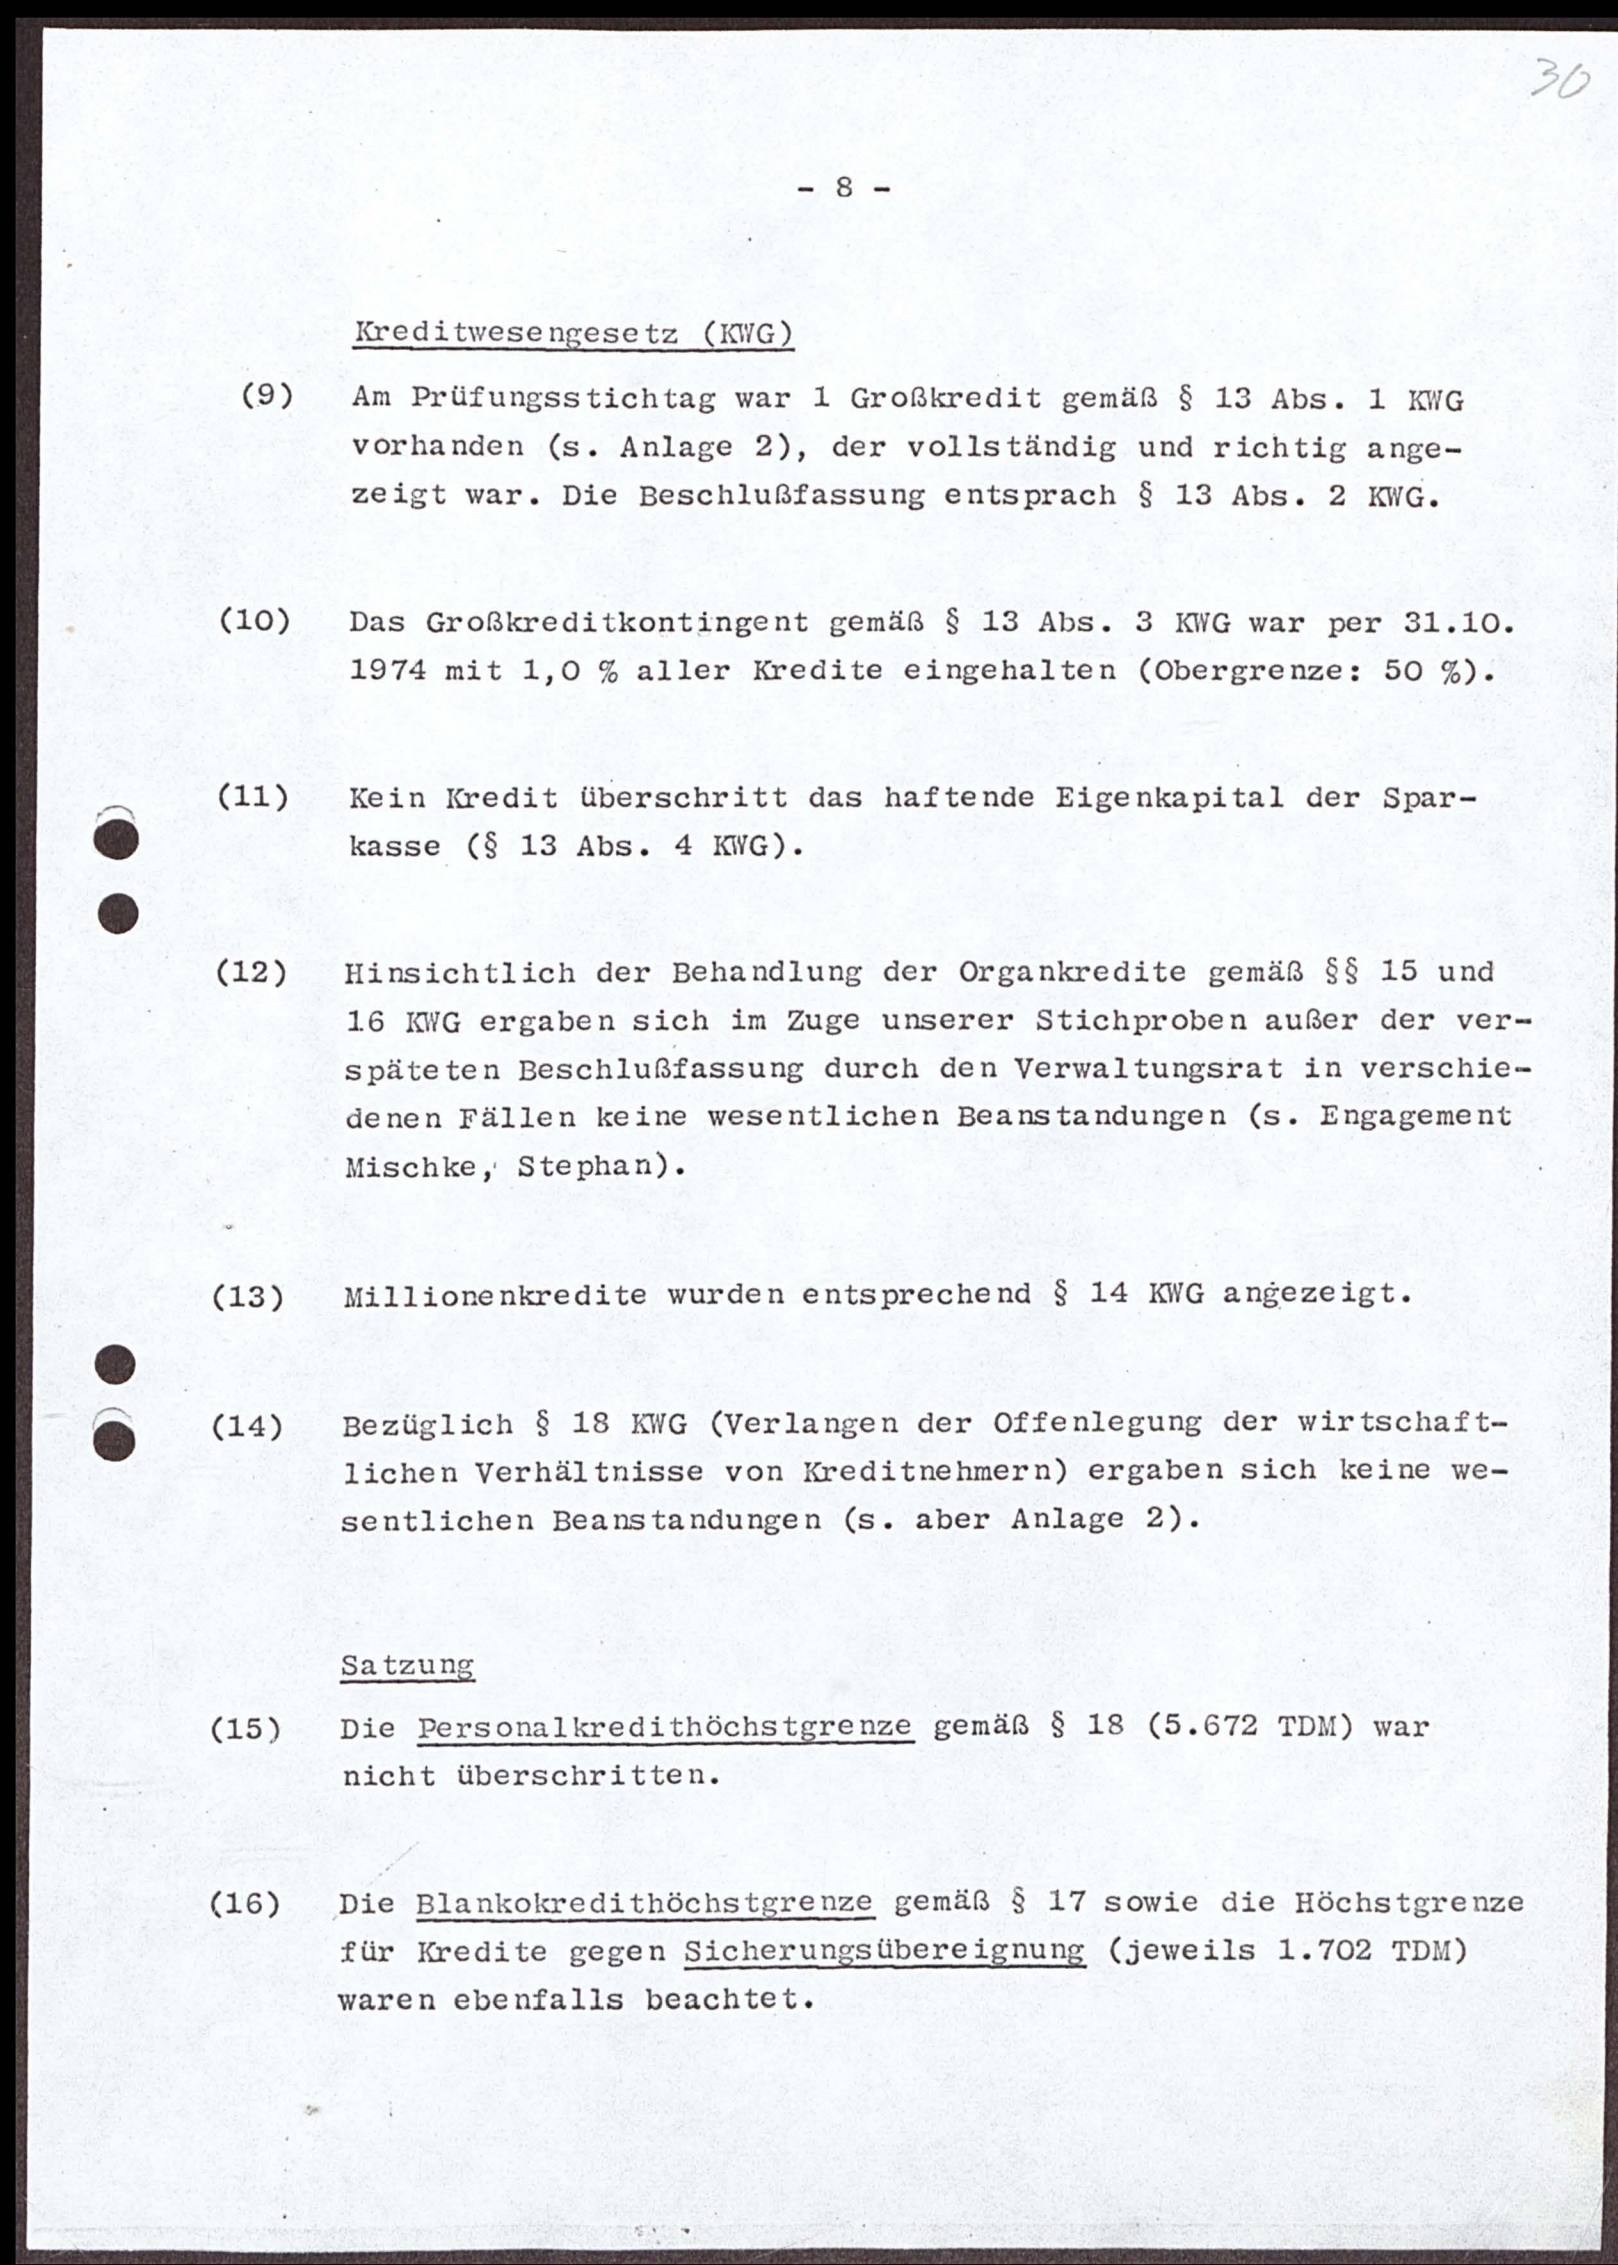 30
- 8 -
Kreditwesengesetz (KWG)
(9) Am Prüfungsstichtag war 1 Großkredit gemäß § 13 Abs. 1 KWG
vorhanden (s. Anlage 2), der vollständig und richtig ange-
zeigt war. Die Beschlußfassung entsprach § 13 Abs. 2 KWG.
(10) Das Großkreditkontingent gemäß § 13 Abs. 3 KWG war per 31.10.
1974 mit 1,0 % aller Kredite eingehalten (Obergrenze: 50 %).
(11) Kein Kredit überschritt das haftende Eigenkapital der Spar-
kasse (§ 13 Abs. 4 KWG).
(12) Hinsichtlich der Behandlung der Organkredite gemäß §§ 15 und
16 KWG ergaben sich im Zuge unserer Stichproben außer der ver-
späteten Beschlußfassung durch den Verwaltungsrat in verschie-
denen Fällen keine wesentlichen Beanstandungen (s. Engagement
Mischke, Stephan).
(13) Millionenkredite wurden entsprechend § 14 KWG angezeigt.
(14) Bezüglich § 18 KWG (Verlangen der Offenlegung der wirtschaft-
lichen Verhältnisse von Kreditnehmern) ergaben sich keine we-
sentlichen Beanstandungen (s. aber Anlage 2).
Satzung
(15) Die Personalkredithöchstgrenze gemäß § 18 (5.672 TDM) war
nicht überschritten.
(16) Die Blankokredithöchstgrenze gemäß § 17 sowie die Höchstgrenze
für Kredite gegen Sicherungsübereignung (jeweils 1.702 TDM)
waren ebenfalls beachtet.